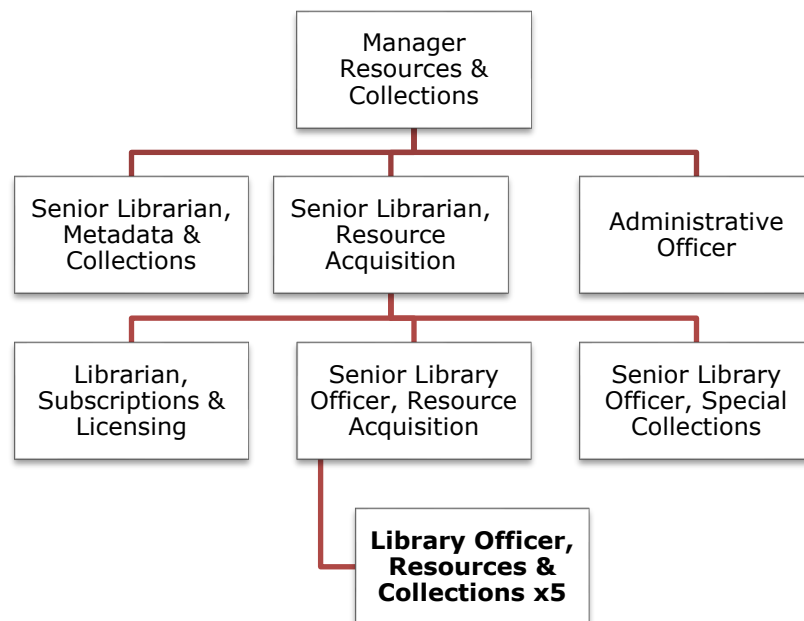 Manager
Resources &
Collections
Senior Librarian,
Metadada &
Collections
Senior Librarian,
Resource
Acquisition
Administrative
Officer
Librarian,
Subscriptions &
Licensing
Senior Library
Officer, Resource
Acquisition
Senior Library
Officer, Special
Collections
Library Officer,
Resources &
Collections x5